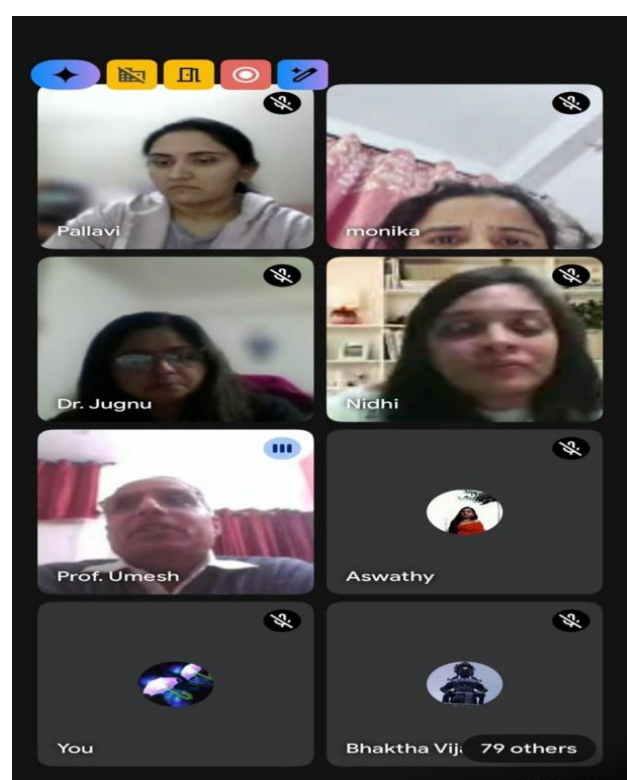 Pallavi
monika
Dr. Jugnu
Nidhi
Prof. Umesh
Aswathy
You
Bhaktha Vij
79 others